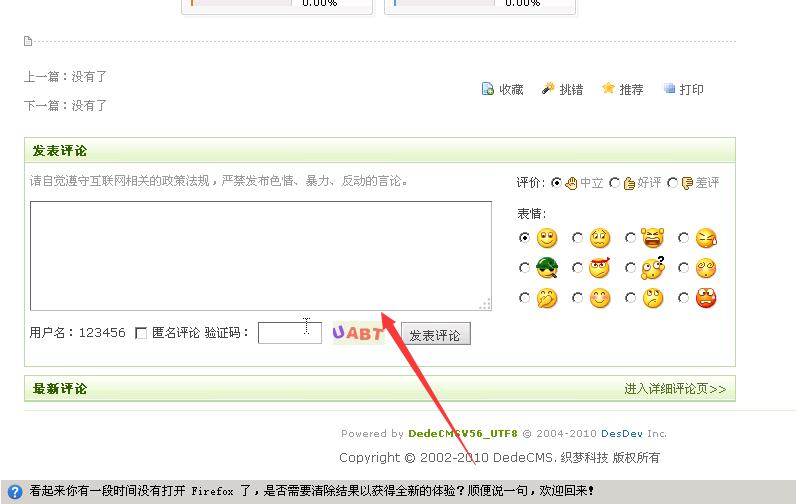 0.00% 0.00%
上一篇：没有了
下一篇：没有了
收藏 挑错 推荐 打印
发表评论
请自觉遵守互联网相关的政策法规，严禁发布色情、暴力、反动的言论。
评价: 中立 好评 差评
表情:
用户名：123456 匿名评论 验证码： UABT 发表评论
最新评论 进入详细评论页>>
Powered by DedeCMSV56_UTF8 © 2004-2010 DesDev Inc.
Copyright © 2002-2010 DedeCMS. 织梦科技 版权所有
看起来你有一段时间没有打开 Firefox 了，是否需要清除结果以获得全新的体验？顺便说一句，欢迎回来！